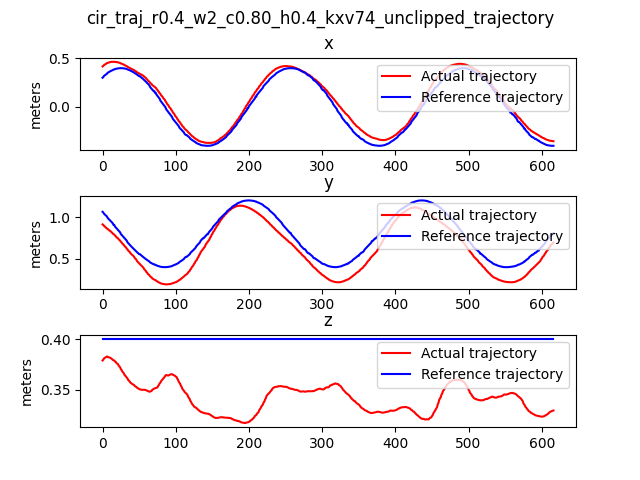 cir_traj_r0.4_w2_c0.80_h0.4_kxv74_unclipped_trajectory
x
0.5
0.0
meters
Actual trajectory
Reference trajectory
0 100 200 300 400 500 600
y
1.0
0.5
meters
Actual trajectory
Reference trajectory
0 100 200 300 400 500 600
z
0.40
0.35
meters
Actual trajectory
Reference trajectory
0 100 200 300 400 500 600